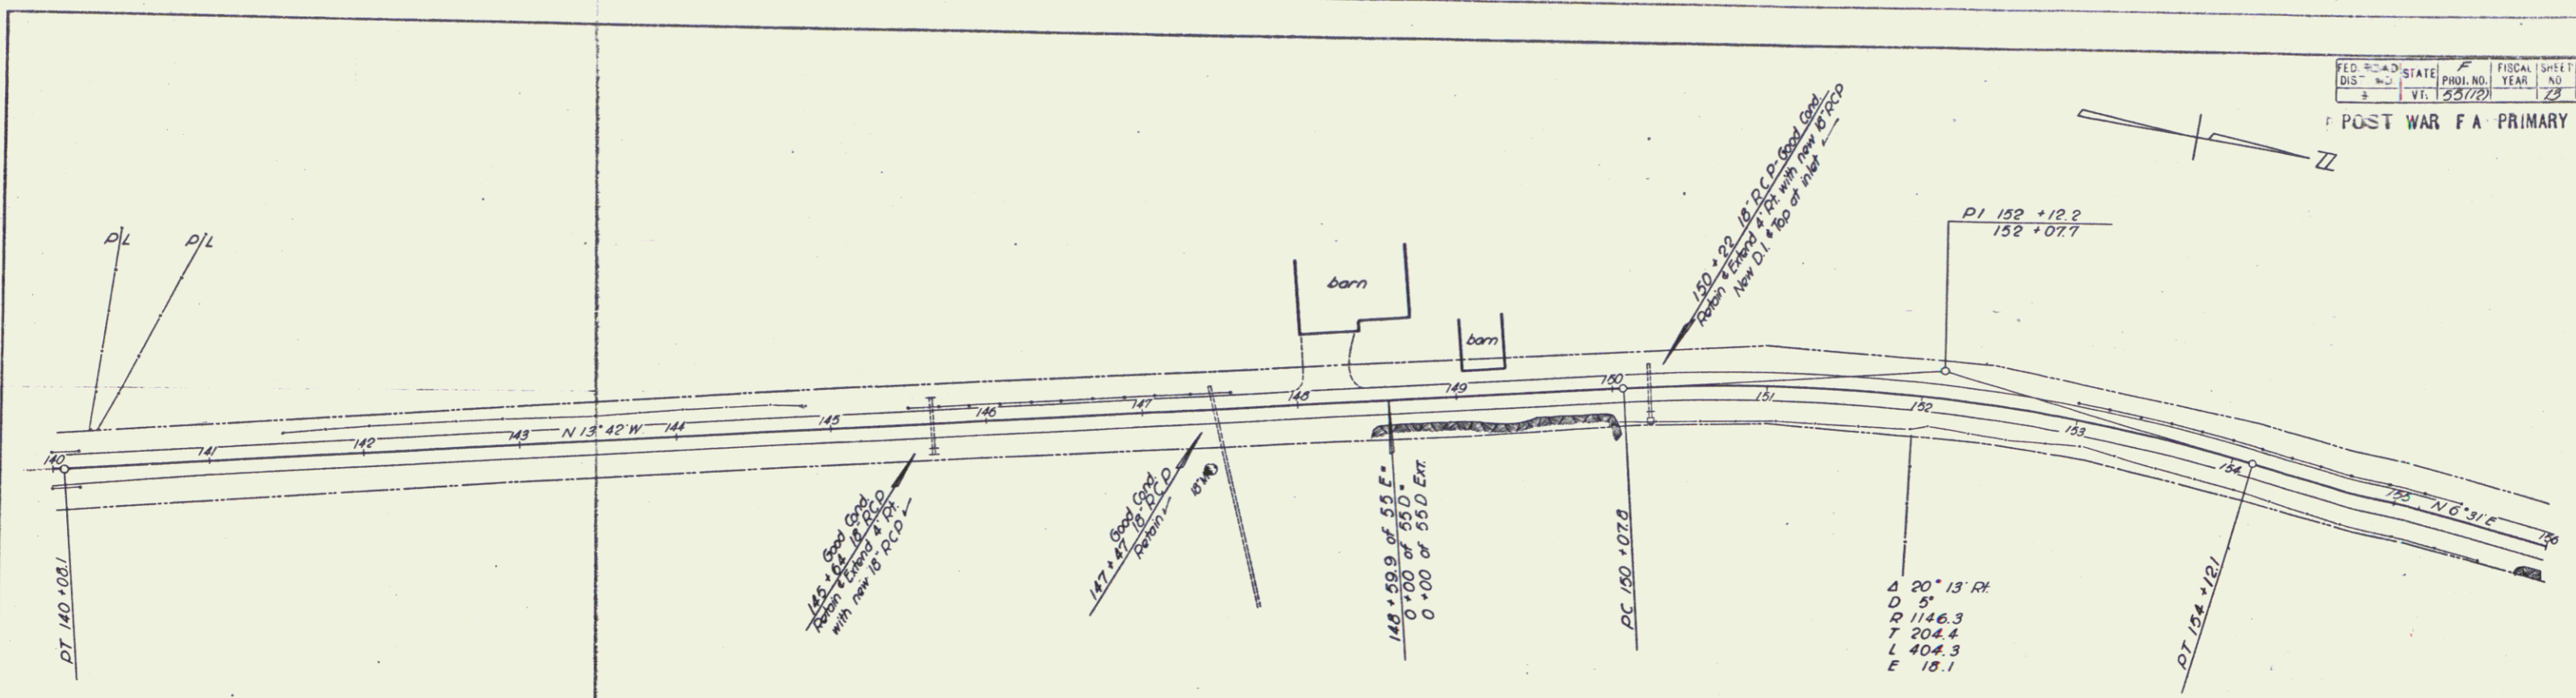 FED. ROAD DIST. NO. STATE F PROJ. NO. FISCAL YEAR SHEET NO
VT. 55(12) 13
POST WAR F A PRIMARY
Z
P/L P/L
PI 152 +12.2
152 +07.7
150 + 22 18" R.C.P.- Good Cond.
Retain & Extend 4' Rt. with new 18" RCP
New D.I. & Top at inlet
barn
barn
140 141 142 143 N 13° 42' W 144 145 146 147 148 149 150 151 152 153 154 155 N 6° 31' E 156
PT 140 +08.1
Good Cond.
145 + 64 18" RCP
Retain & Extend 4' Rt.
with new 18" RCP
Good Cond.
147 + 47 18" RCP
Retain
148 + 59.9 of 55 E =
0 +00 of 55 D =
0 +00 of 55 D EXT.
PC 150 +07.8
Δ 20° 13' Rt.
D 5°
R 1146.3
T 204.4
L 404.3
E 18.1
PT 154 +12.1